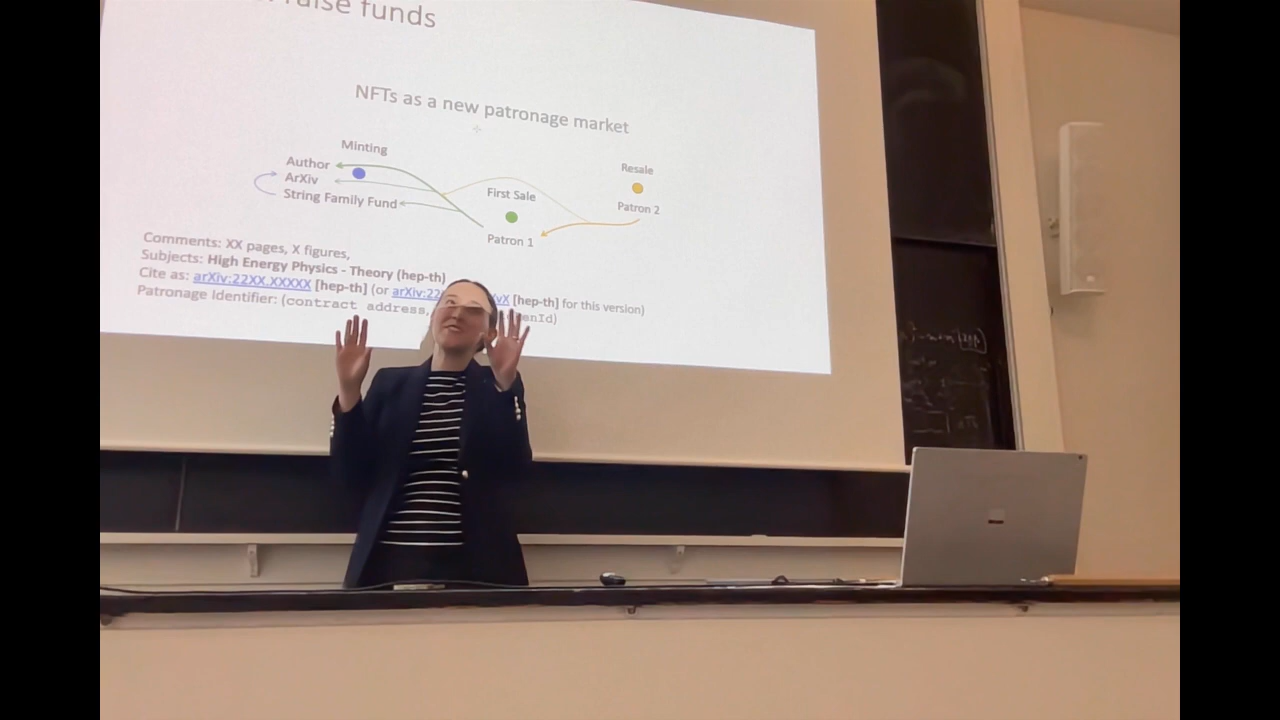 raise funds
NFTs as a new patronage market
Minting
Author
ArXiv
String Family Fund
First Sale
Patron 1
Resale
Patron 2
Comments: XX pages, X figures,
Subjects: High Energy Physics - Theory (hep-th)
Cite as: arXiv:22XX.XXXXX [hep-th] (or arXiv:22 vX [hep-th] for this version)
Patronage Identifier: (contract address, enId)